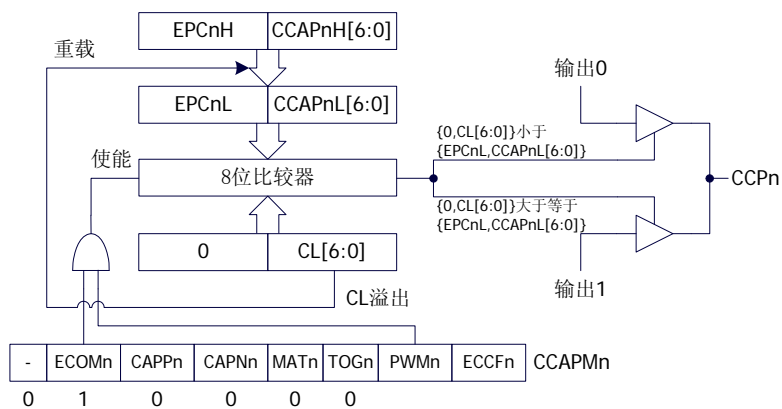 EPCnH CCAPnH[6:0]
重载
EPCnL CCAPnL[6:0]
输出0
使能
8位比较器
{0,CL[6:0]}小于
{EPCnL,CCAPnL[6:0]}
CCPn
{0,CL[6:0]}大于等于
{EPCnL,CCAPnL[6:0]}
0 CL[6:0]
CL溢出
输出1
- ECOMn CAPPn CAPNn MATn TOGn PWMn ECCFn CCAPMn
0 1 0 0 0 0